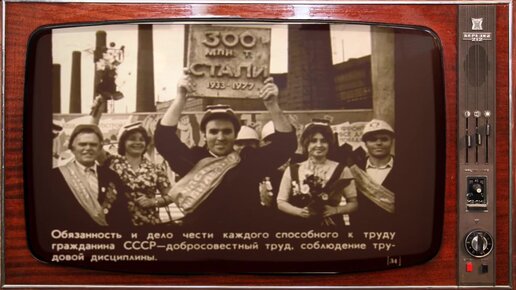 300
МЛН. Т.
СТАЛИ
1933-1977
Обязанность и дело чести каждого способного к труду
гражданина СССР—добросовестный труд, соблюдение тру-
довой дисциплины.